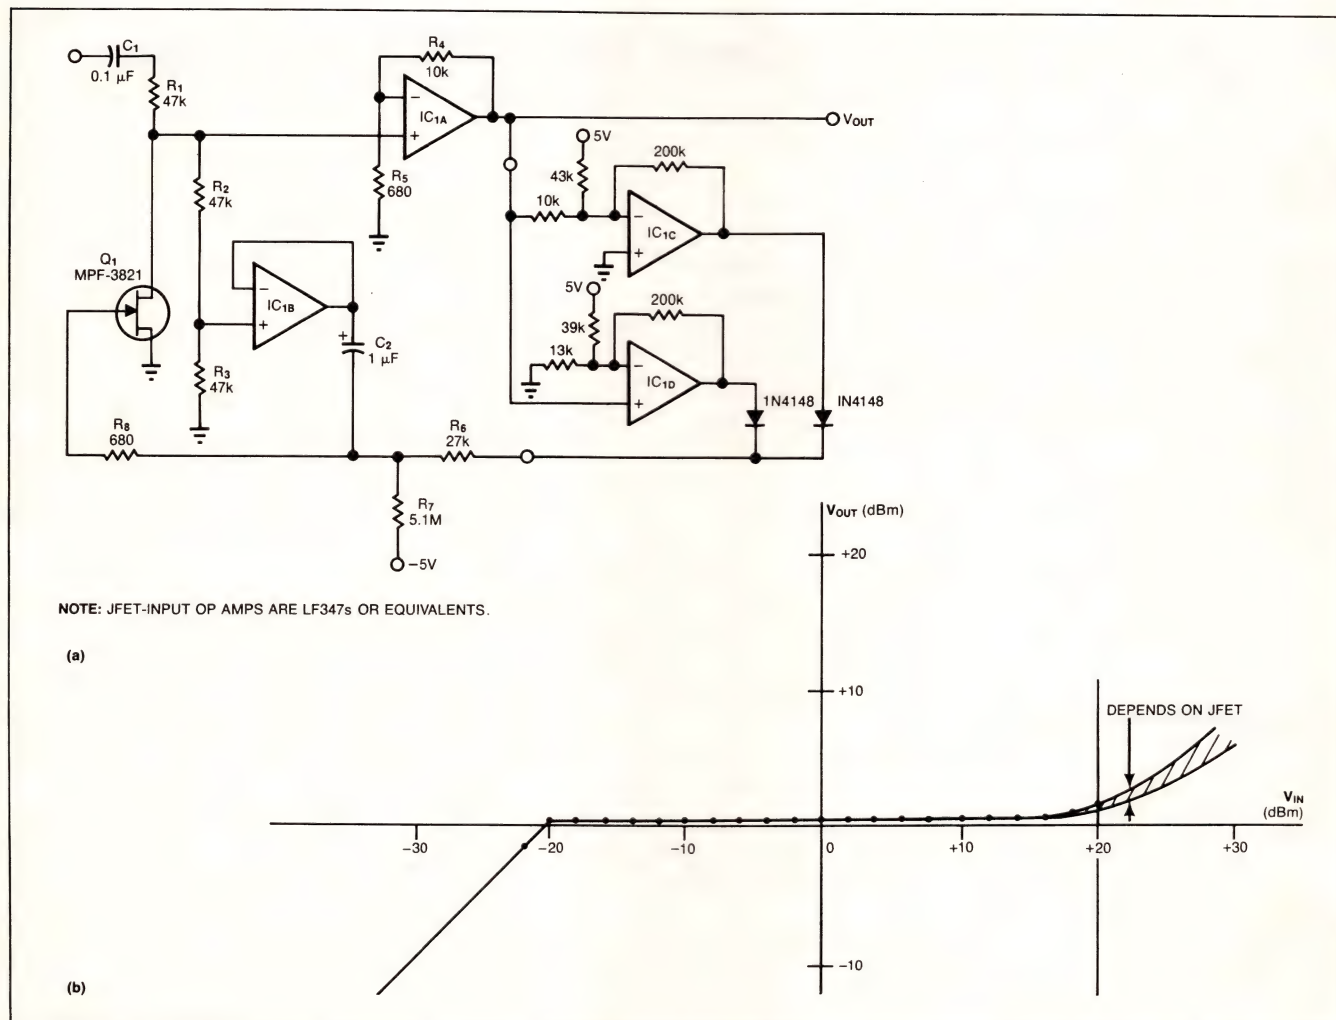 C1
0.1 µF
R1
47k
R4
10k
IC1A
− +
VOUT
5V
43k
200k
10k
IC1C
− +
R5
680
R2
47k
Q1
MPF-3821
IC1B
− +
+
C2
1 µF
5V
200k
39k
13k
IC1D
− +
R3
47k
1N4148
IN4148
R8
680
R6
27k
R7
5.1M
−5V
NOTE: JFET-INPUT OP AMPS ARE LF347s OR EQUIVALENTS.
(a)
VOUT (dBm)
+20
+10
DEPENDS ON JFET
VIN
(dBm)
−30 −20 −10 0 +10 +20 +30
−10
(b)